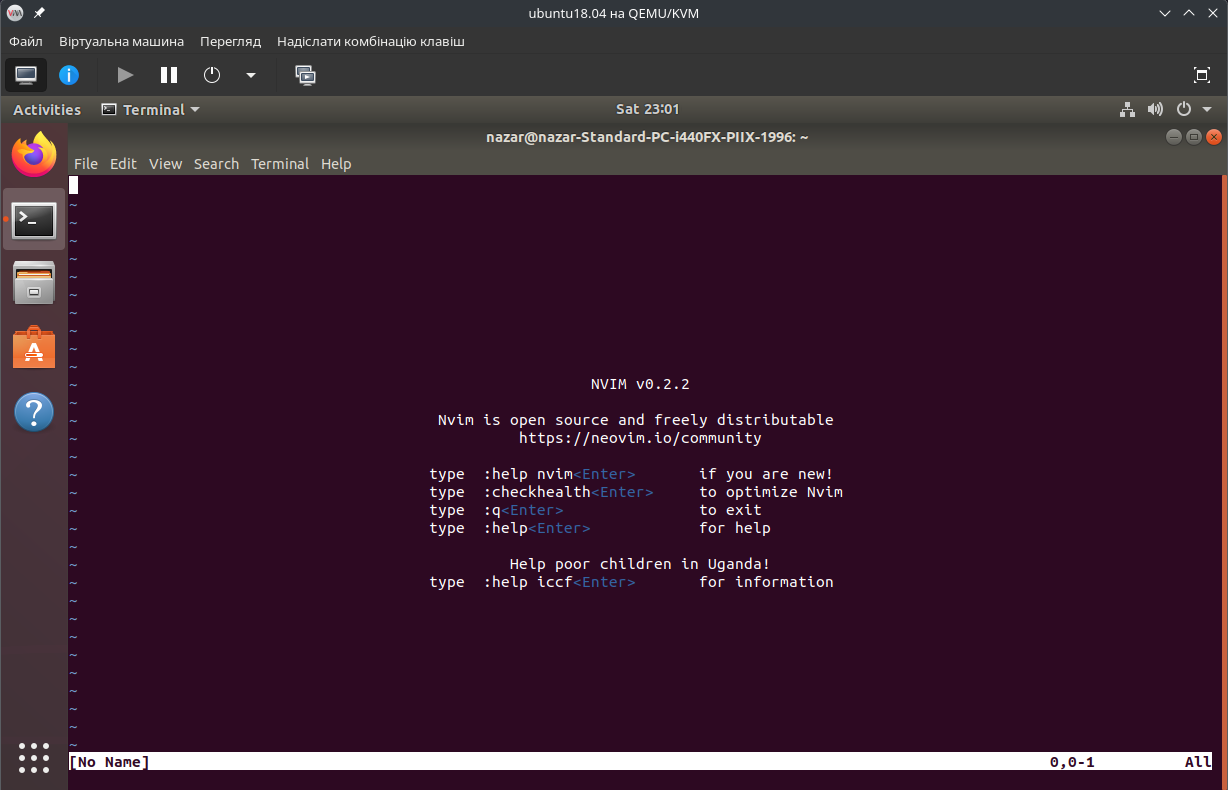 ubuntu18.04 на QEMU/KVM
Файл Віртуальна машина Перегляд Надіслати комбінацію клавіш
Activities Terminal Sat 23:01
nazar@nazar-Standard-PC-i440FX-PIIX-1996: ~
File Edit View Search Terminal Help
~
~
~
~
~
~
~
~
~
~
~ NVIM v0.2.2
~
~ Nvim is open source and freely distributable
~ https://neovim.io/community
~
~ type :help nvim<Enter> if you are new!
~ type :checkhealth<Enter> to optimize Nvim
~ type :q<Enter> to exit
~ type :help<Enter> for help
~
~ Help poor children in Uganda!
~ type :help iccf<Enter> for information
~
~
~
~
~
~
~
~
~
[No Name] 0,0-1 All